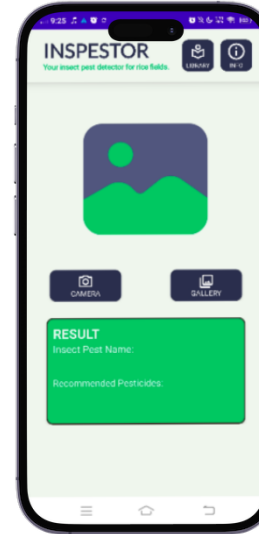 9:25
INSPESTOR
Your insect pest detector for rice fields.
LIBRARY
INFO
CAMERA
GALLERY
RESULT
Insect Pest Name:
Recommended Pesticides: